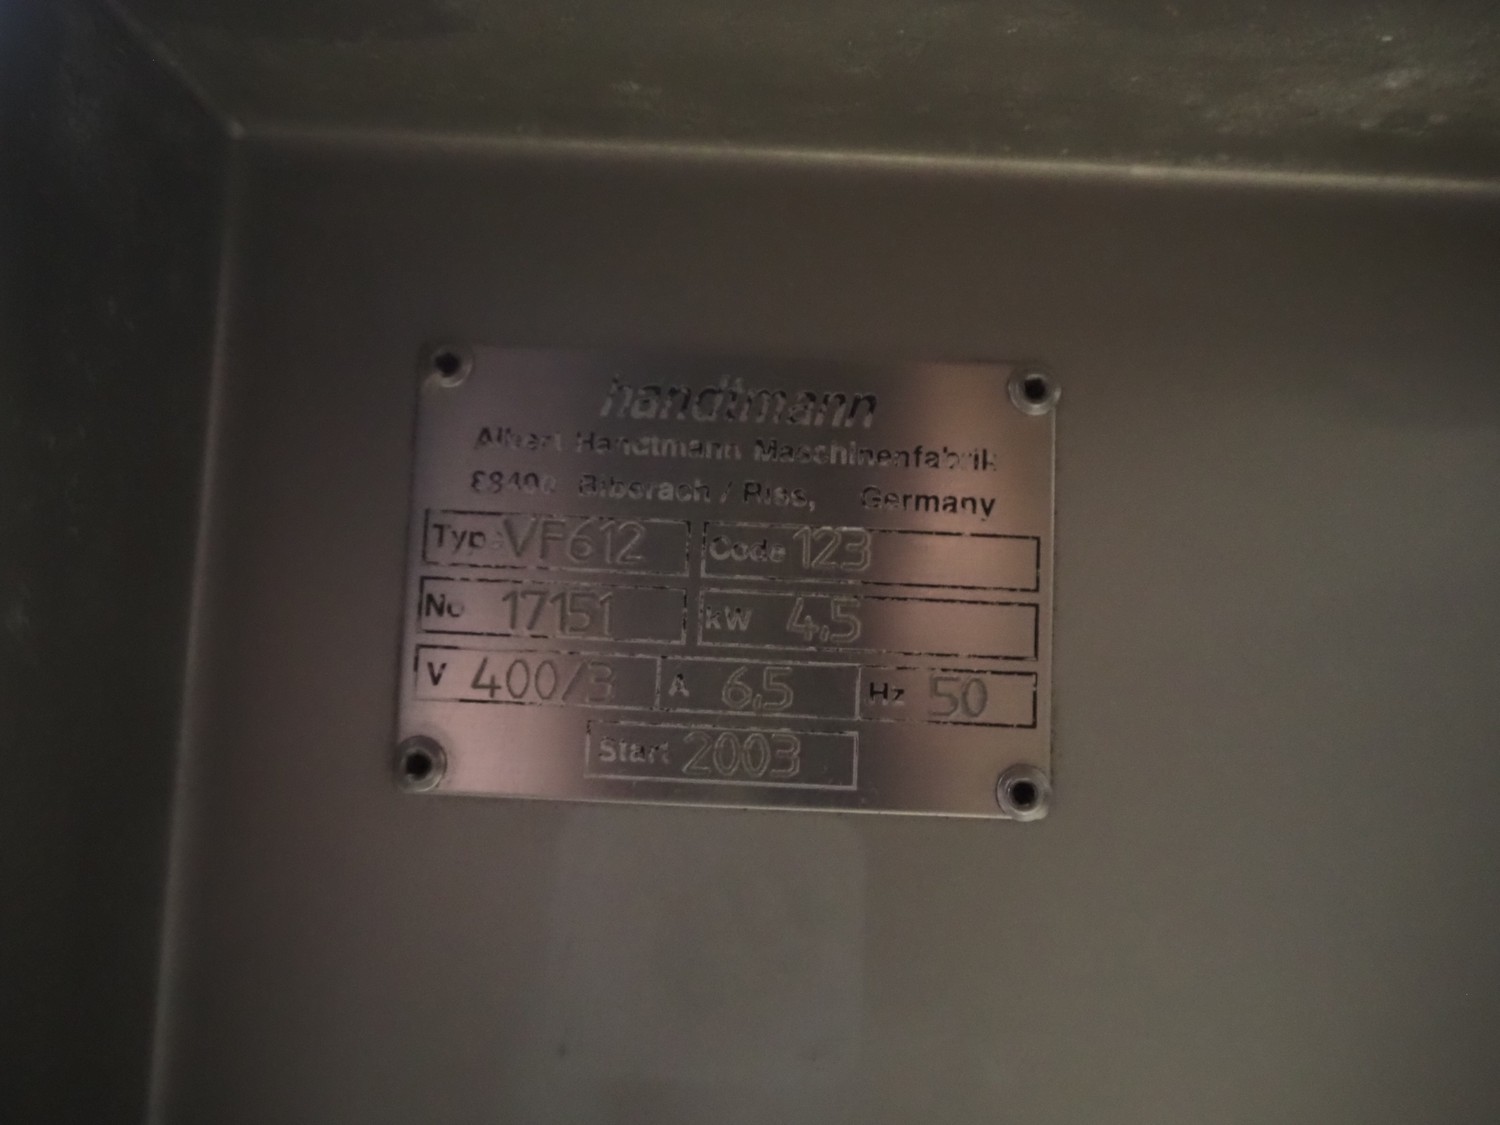 handtmann
Albert Handtmann Maschinenfabrik
Biberach / Riss, Germany
Type VF612 Code 123
No 17151 kW 4,5
V 400/3 A 6,5 Hz 50
Start 2003